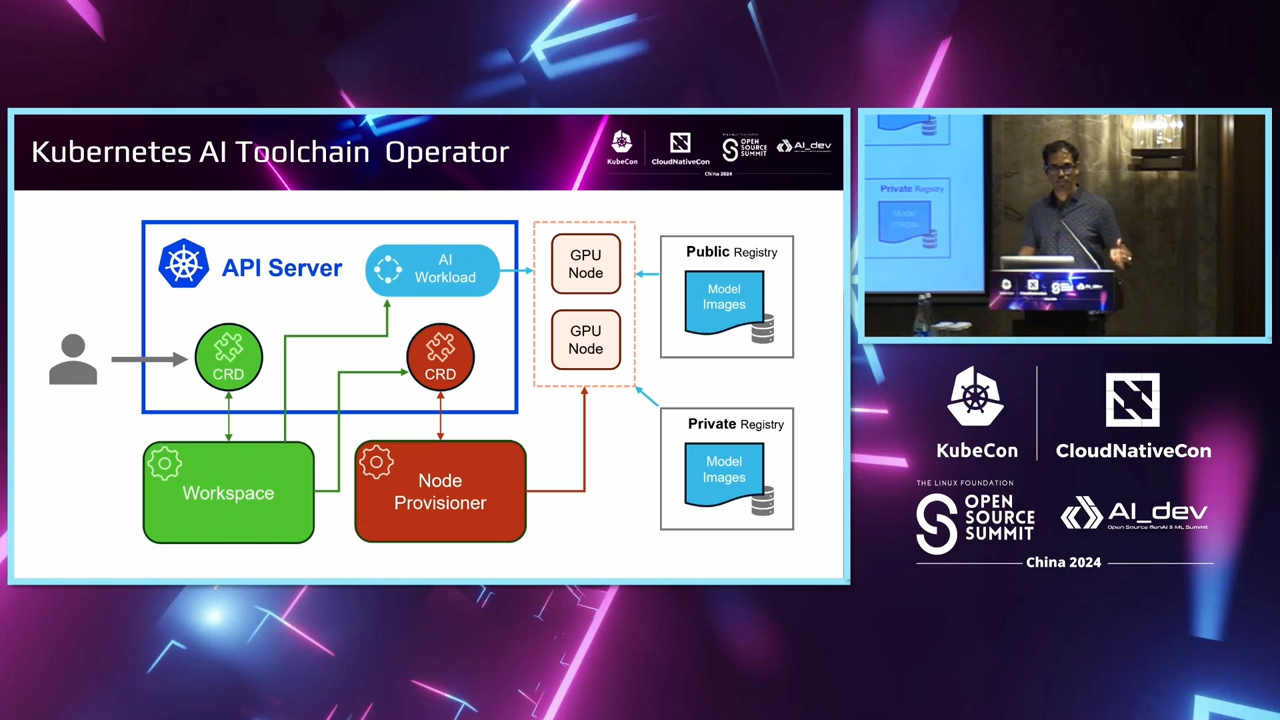 Kubernetes AI Toolchain Operator
KubeCon
CloudNativeCon
OPEN
SOURCE
SUMMIT
AI_dev
China 2024
API Server
AI
Workload
CRD
CRD
Workspace
Node
Provisioner
GPU
Node
GPU
Node
Public Registry
Model
Images
Private Registry
Model
Images
Private Registry
Model
Images
KubeCon
CloudNativeCon
THE LINUX FOUNDATION
OPEN
SOURCE
SUMMIT
AI_dev
Open Source GenAI & ML Summit
China 2024